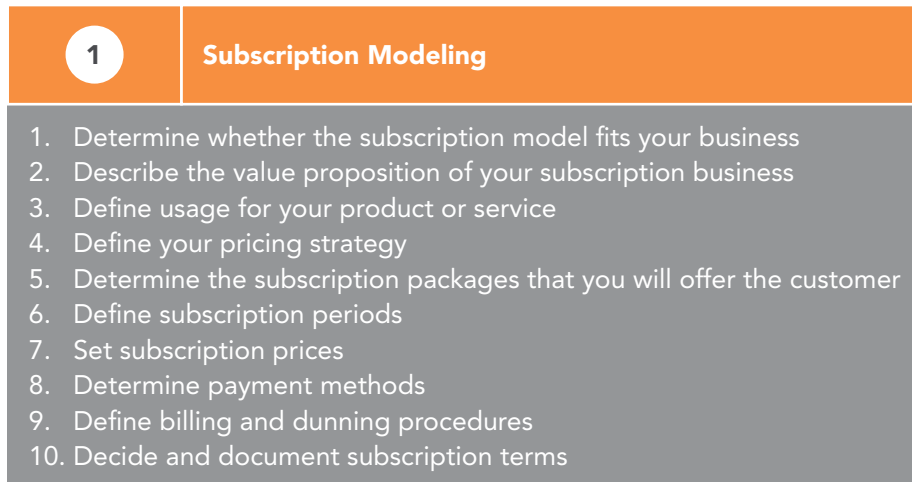 1
Subscription Modeling
1. Determine whether the subscription model fits your business
2. Describe the value proposition of your subscription business
3. Define usage for your product or service
4. Define your pricing strategy
5. Determine the subscription packages that you will offer the customer
6. Define subscription periods
7. Set subscription prices
8. Determine payment methods
9. Define billing and dunning procedures
10. Decide and document subscription terms